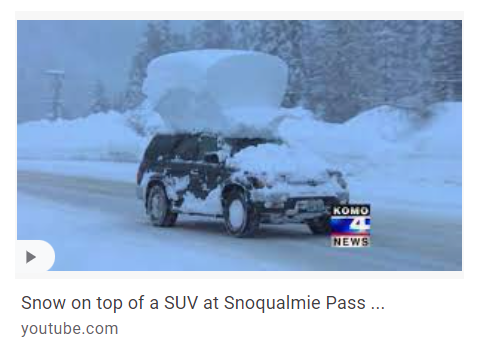 KOMO
4
NEWS
Snow on top of a SUV at Snoqualmie Pass ...
youtube.com